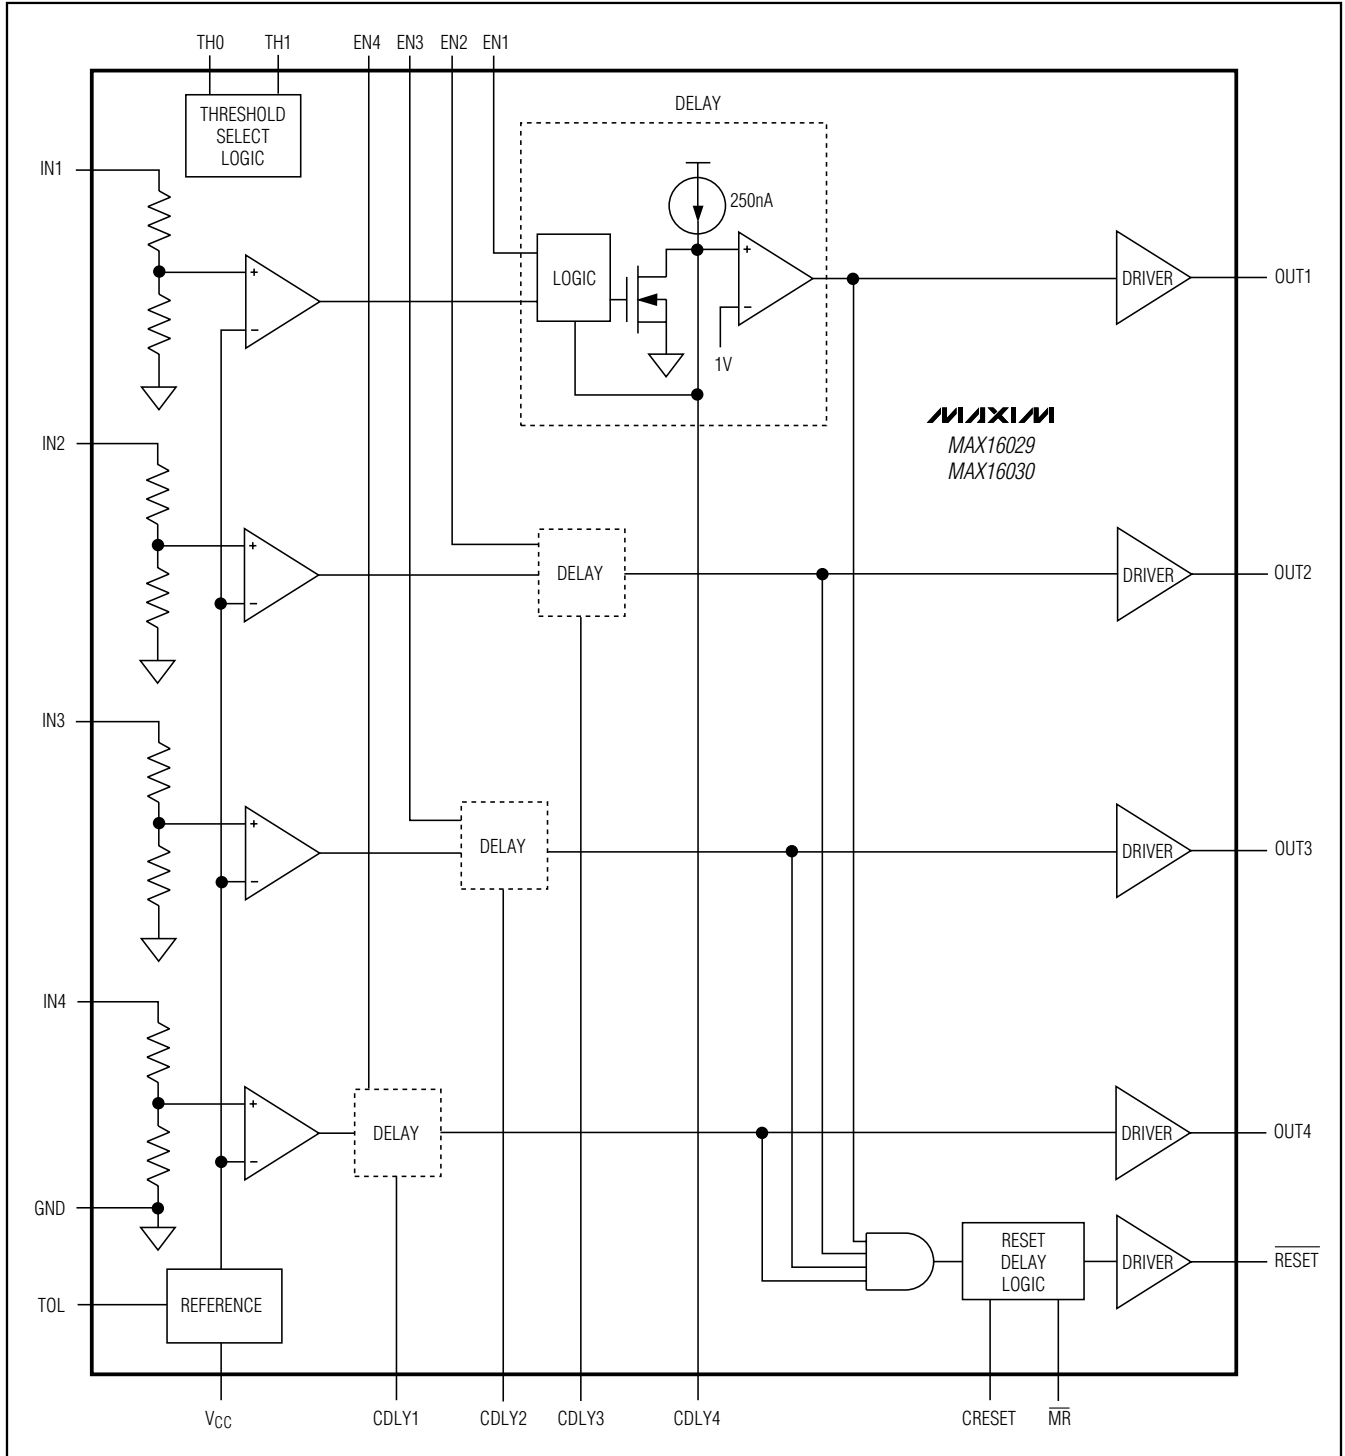 TH0 TH1 EN4 EN3 EN2 EN1
THRESHOLD
SELECT
LOGIC
DELAY
IN1
250nA
+
+
LOGIC
DRIVER
OUT1
−
−
1V
MAXIM
MAX16029
MAX16030
IN2
+
DELAY
DRIVER
OUT2
−
IN3
+
DELAY
DRIVER
OUT3
−
IN4
+
DELAY
DRIVER
OUT4
−
GND
RESET
DELAY
LOGIC
DRIVER
RESET
TOL
REFERENCE
VCC CDLY1 CDLY2 CDLY3 CDLY4 CRESET MR